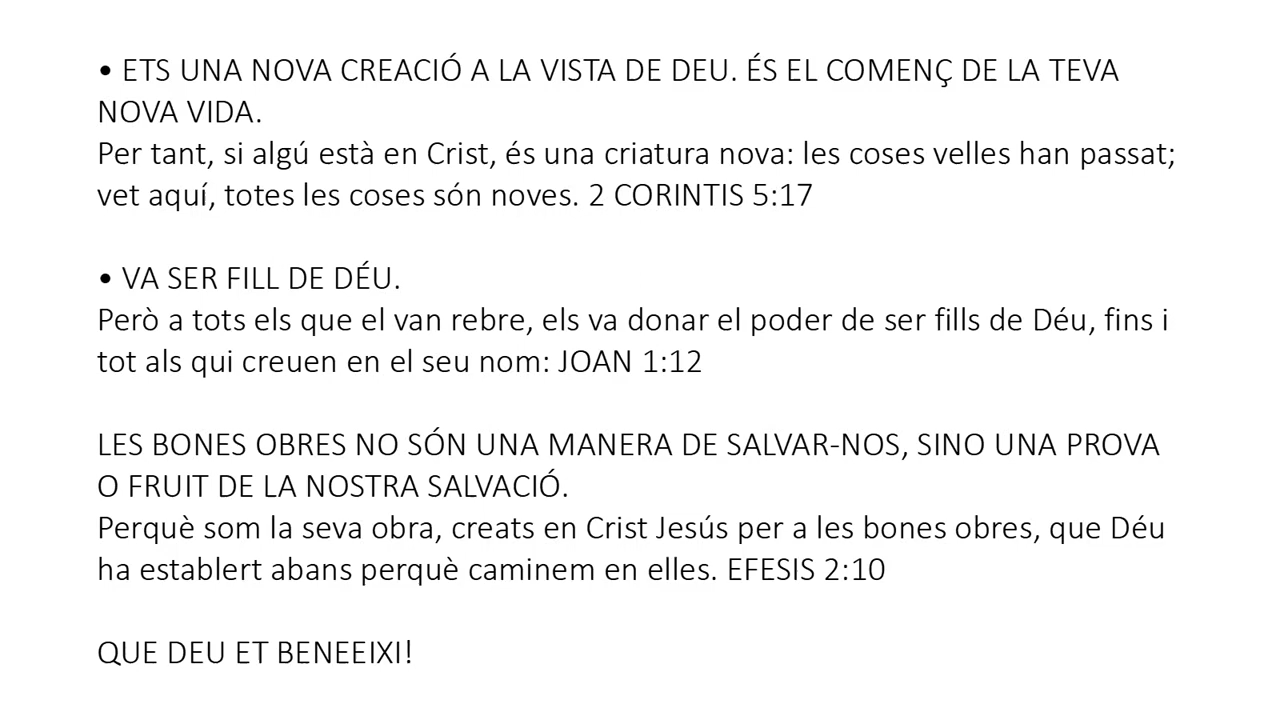 • ETS UNA NOVA CREACIÓ A LA VISTA DE DEU. ÉS EL COMENÇ DE LA TEVA
NOVA VIDA.
Per tant, si algú està en Crist, és una criatura nova: les coses velles han passat;
vet aquí, totes les coses són noves. 2 CORINTIS 5:17
• VA SER FILL DE DÉU.
Però a tots els que el van rebre, els va donar el poder de ser fills de Déu, fins i
tot als qui creuen en el seu nom: JOAN 1:12
LES BONES OBRES NO SÓN UNA MANERA DE SALVAR-NOS, SINO UNA PROVA
O FRUIT DE LA NOSTRA SALVACIÓ.
Perquè som la seva obra, creats en Crist Jesús per a les bones obres, que Déu
ha establert abans perquè caminem en elles. EFESIS 2:10
QUE DEU ET BENEEIXI!